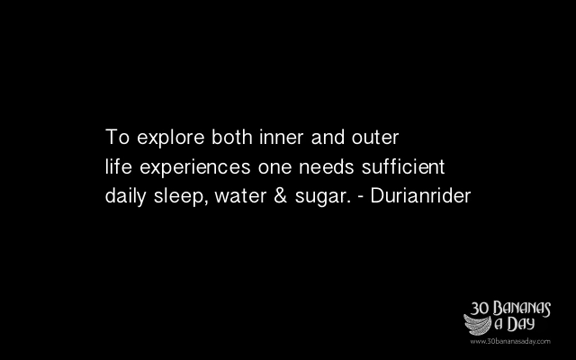 To explore both inner and outer
life experiences one needs sufficient
daily sleep, water & sugar. - Durianrider
30 BANANAS
A DAY
www.30bananasaday.com